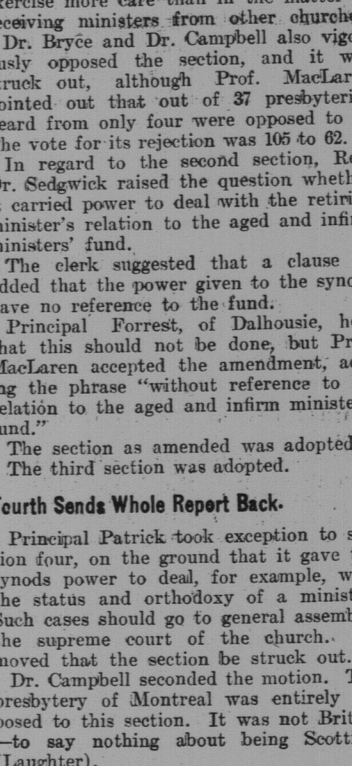 exercise more care than in the matter
eceiving ministers from other churche
Dr. Bryce and Dr. Campbell also vigo
usly opposed the section, and it w
ruck out, although Prof. MacLar
ointed out that out of 37 presbyteri
eard from only four were opposed to
he vote for its rejection was 105 to 62.
In regard to the second section, Re
r. Sedgwick raised the question wheth
carried power to deal with the retiri
inister's relation to the aged and infi
inisters' fund.
The clerk suggested that a clause
dded that the power given to the syno
ave no reference to the fund.
Principal Forrest, of Dalhousie, he
hat this should not be done, but Pr
MacLaren accepted the amendment, ad
ng the phrase "without reference to
elation to the aged and infirm ministe
und."
The section as amended was adopted
The third section was adopted.
ourth Sends Whole Report Back.
Principal Patrick took exception to s
ion four, on the ground that it gave
ynods power to deal, for example, w
he status and orthodoxy of a minist
Such cases should go to general assemb
he supreme court of the church.
moved that the section be struck out.
Dr. Campbell seconded the motion. T
presbytery of Montreal was entirely
posed to this section. It was not Brit
—to say nothing about being Scotti
(Laughter).